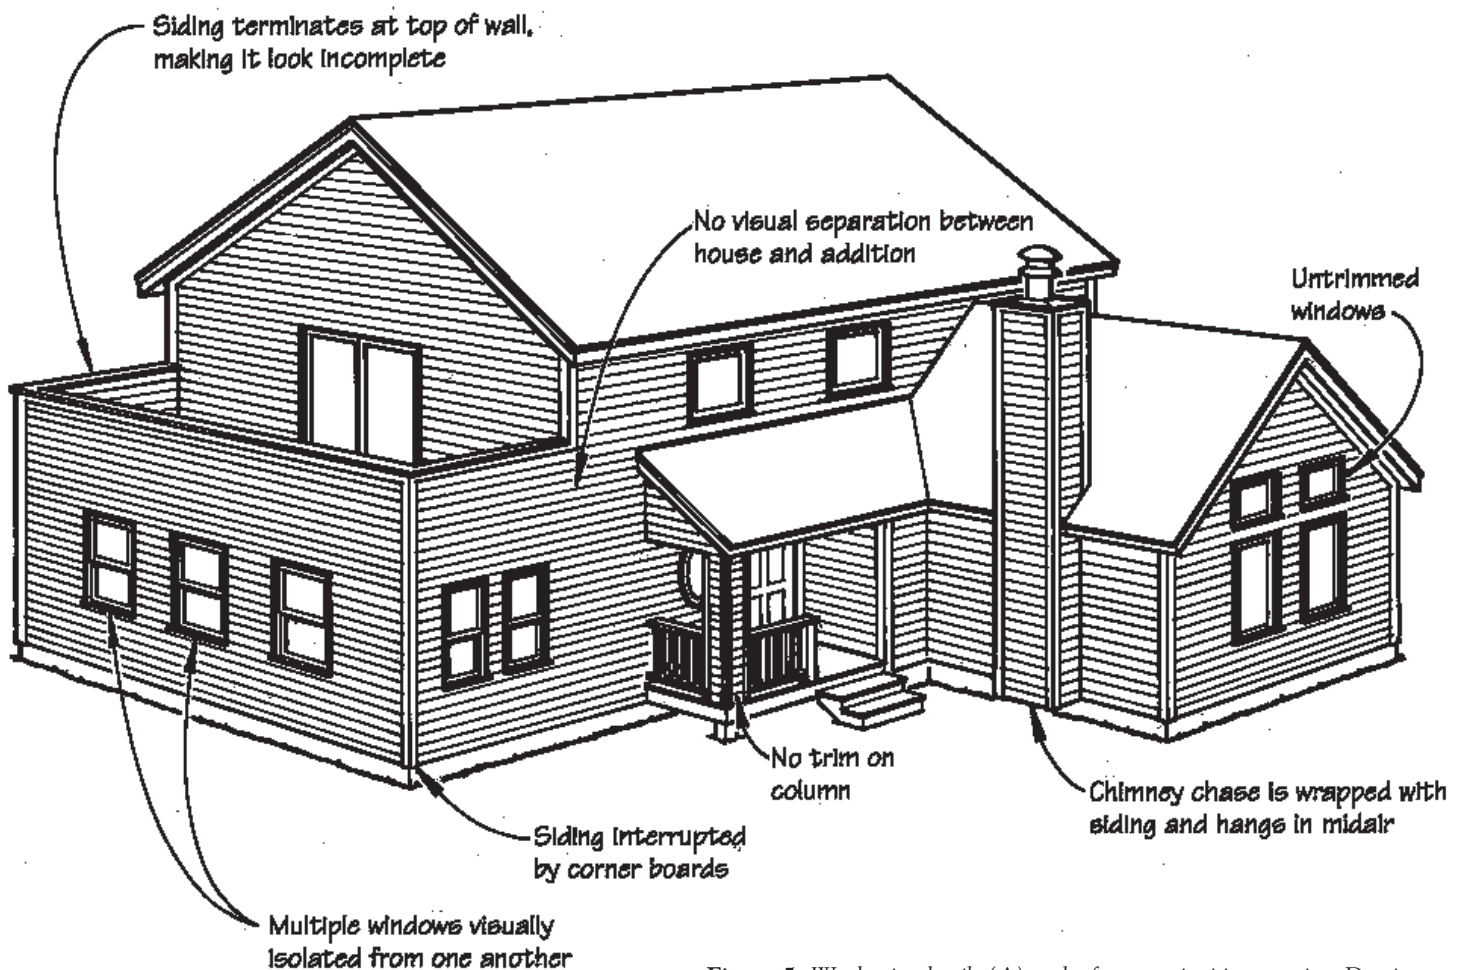 Siding terminates at top of wall,
making it look incomplete
No visual separation between
house and addition
Untrimmed
windows
No trim on
column
Chimney chase is wrapped with
siding and hangs in midair
Siding interrupted
by corner boards
Multiple windows visually
isolated from one another